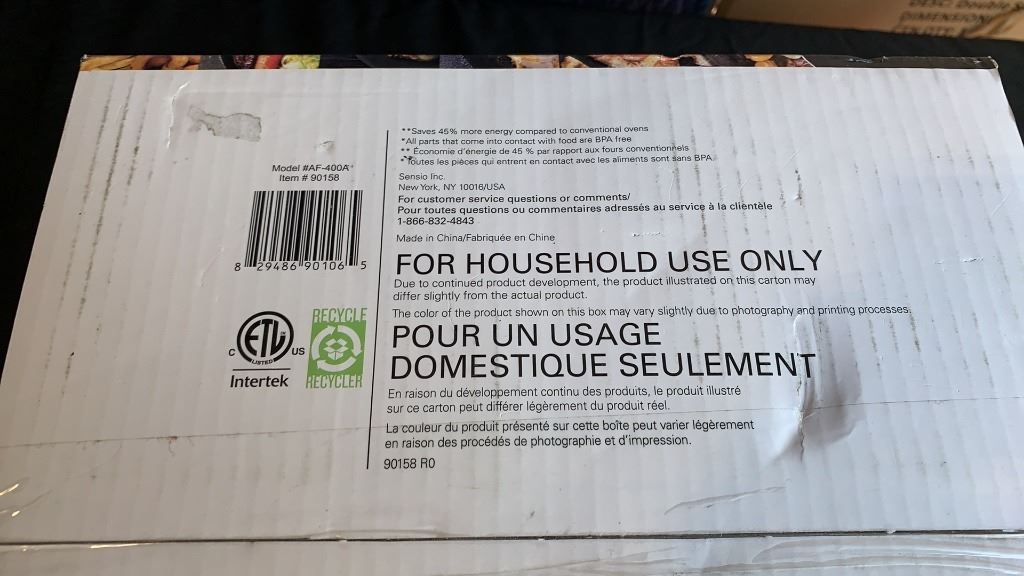 DESC: Double
DIMENSION
Model #AF-400A**
Item # 90158
8 29486 90106 5
C ETL US
LISTED
Intertek
RECYCLE
RECYCLER
**Saves 45% more energy compared to conventional ovens
*All parts that come into contact with food are BPA free
** Économie d'énergie de 45 % par rapport aux fours conventionnels
*Toutes les pièces qui entrent en contact avec les aliments sont sans BPA
Sensio Inc.
New York, NY 10016/USA
For customer service questions or comments/
Pour toutes questions ou commentaires adressés au service à la clientèle
1-866-832-4843
Made in China/Fabriquée en Chine
FOR HOUSEHOLD USE ONLY
Due to continued product development, the product illustrated on this carton may
differ slightly from the actual product.
The color of the product shown on this box may vary slightly due to photography and printing processes.
POUR UN USAGE
DOMESTIQUE SEULEMENT
En raison du développement continu des produits, le produit illustré
sur ce carton peut différer légèrement du produit réel.
La couleur du produit présenté sur cette boîte peut varier légèrement
en raison des procédés de photographie et d'impression.
90158 R0